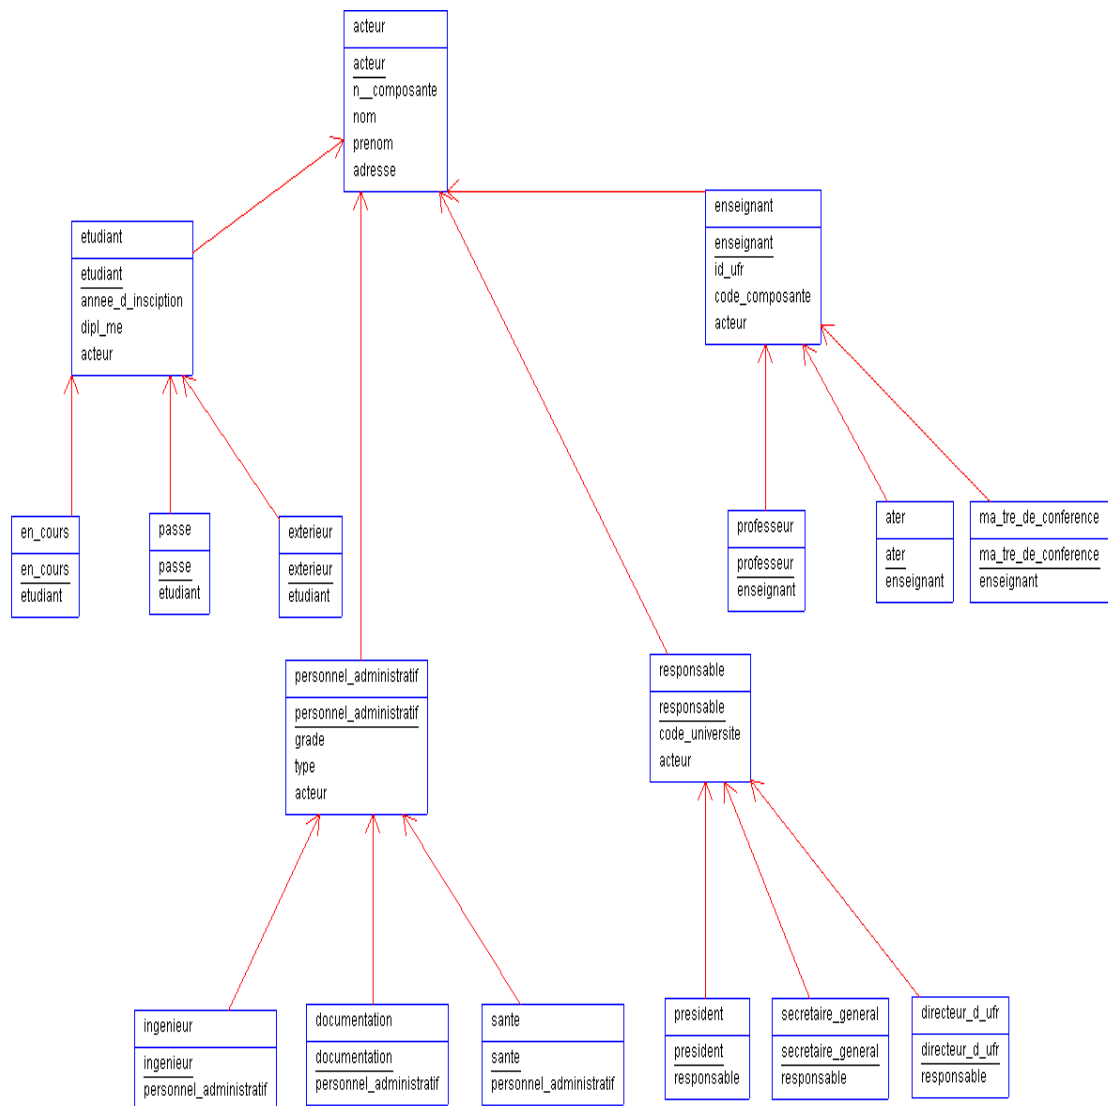 acteur
acteur
n__composante
nom
prenom
adresse
enseignant
enseignant
id_ufr
code_composante
acteur
etudiant
etudiant
annee_d_insciption
dipl_me
acteur
en_cours
en_cours
etudiant
passe
passe
etudiant
exterieur
exterieur
etudiant
professeur
professeur
enseignant
ater
ater
enseignant
ma_tre_de_conference
ma_tre_de_conference
enseignant
personnel_administratif
personnel_administratif
grade
type
acteur
responsable
responsable
code_universite
acteur
ingenieur
ingenieur
personnel_administratif
documentation
documentation
personnel_administratif
sante
sante
personnel_administratif
president
president
responsable
secretaire_general
secretaire_general
responsable
directeur_d_ufr
directeur_d_ufr
responsable